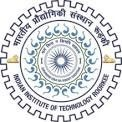 भारतीय प्रौद्योगिकी संस्थान रूड़की
INDIAN INSTITUTE OF TECHNOLOGY ROORKEE